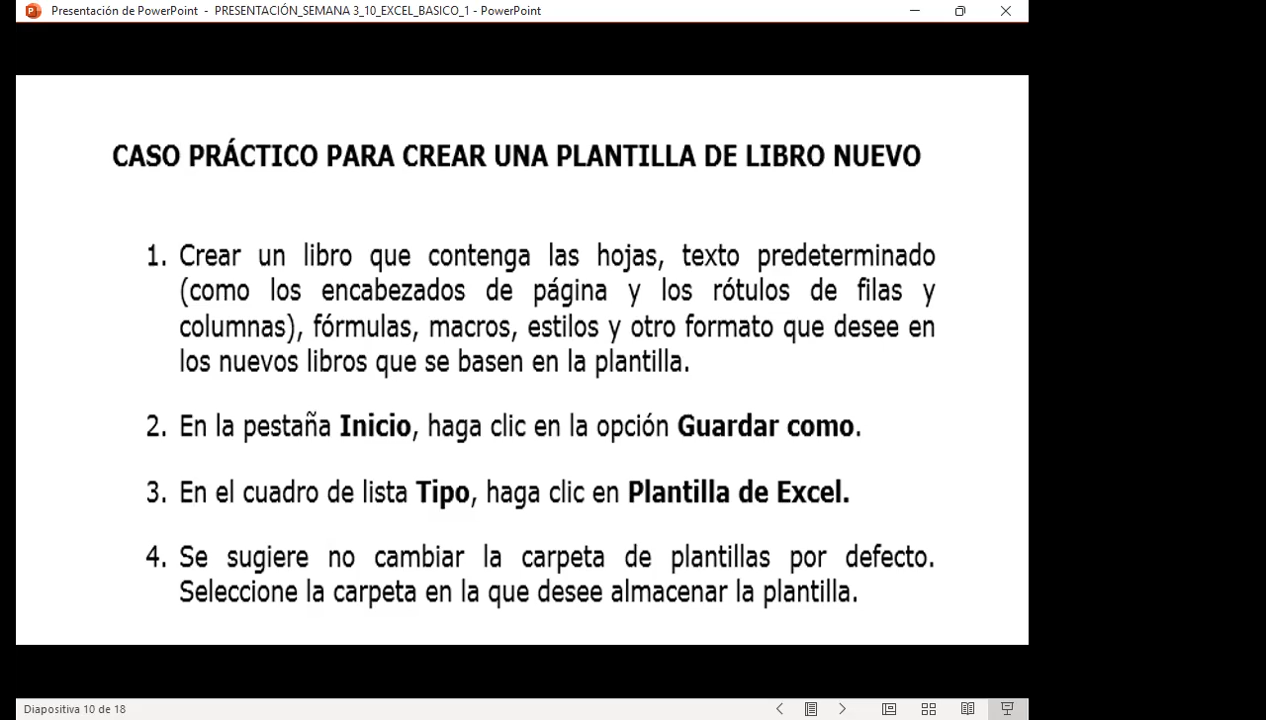 Presentación de PowerPoint - PRESENTACIÓN_SEMANA 3_10_EXCEL_BASICO_1 - PowerPoint
CASO PRÁCTICO PARA CREAR UNA PLANTILLA DE LIBRO NUEVO
1. Crear un libro que contenga las hojas, texto predeterminado
(como los encabezados de página y los rótulos de filas y
columnas), fórmulas, macros, estilos y otro formato que desee en
los nuevos libros que se basen en la plantilla.
2. En la pestaña Inicio, haga clic en la opción Guardar como.
3. En el cuadro de lista Tipo, haga clic en Plantilla de Excel.
4. Se sugiere no cambiar la carpeta de plantillas por defecto.
Seleccione la carpeta en la que desee almacenar la plantilla.
Diapositiva 10 de 18